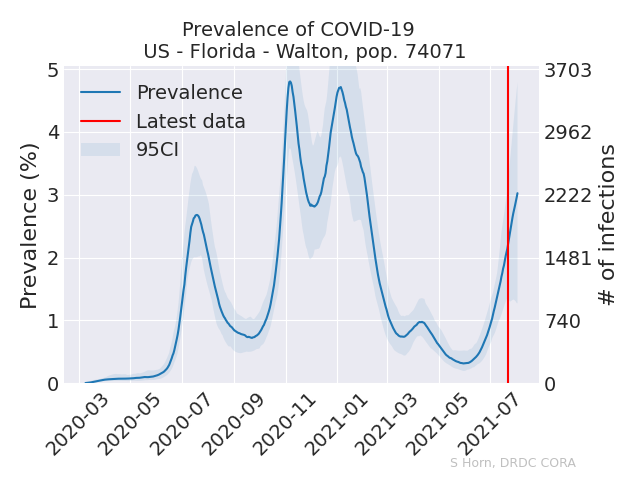 Prevalence of COVID-19
US - Florida - Walton, pop. 74071
Prevalence
Latest data
95CI
Prevalence (%)
5
4
3
2
1
0
3703
2962
2222
1481
740
0
# of infections
2020-03
2020-05
2020-07
2020-09
2020-11
2021-01
2021-03
2021-05
2021-07
S Horn, DRDC CORA